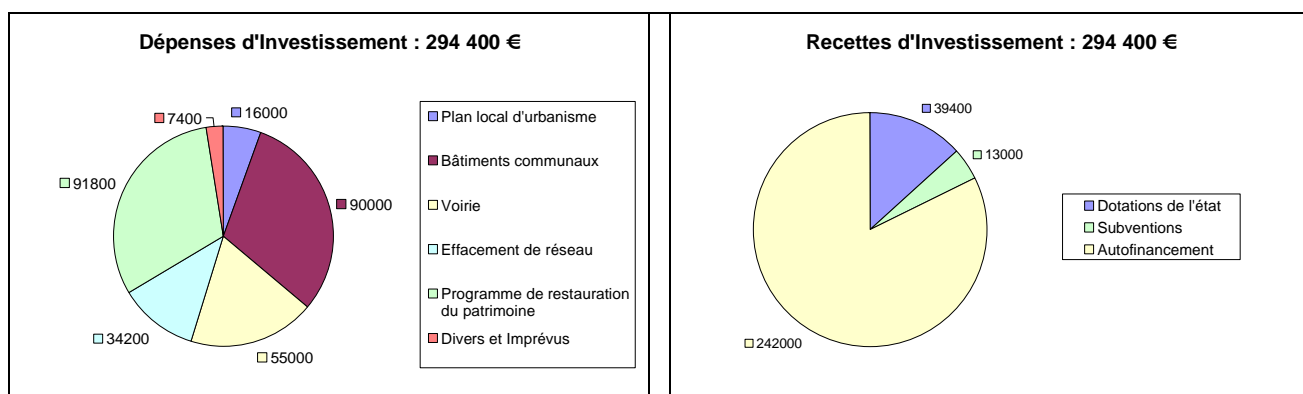 Dépenses d'Investissement : 294 400 €
7400
16000
91800
90000
34200
55000
Plan local d'urbanisme
Bâtiments communaux
Voirie
Effacement de réseau
Programme de restauration
du patrimoine
Divers et Imprévus
Recettes d'Investissement : 294 400 €
39400
13000
242000
Dotations de l'état
Subventions
Autofinancement